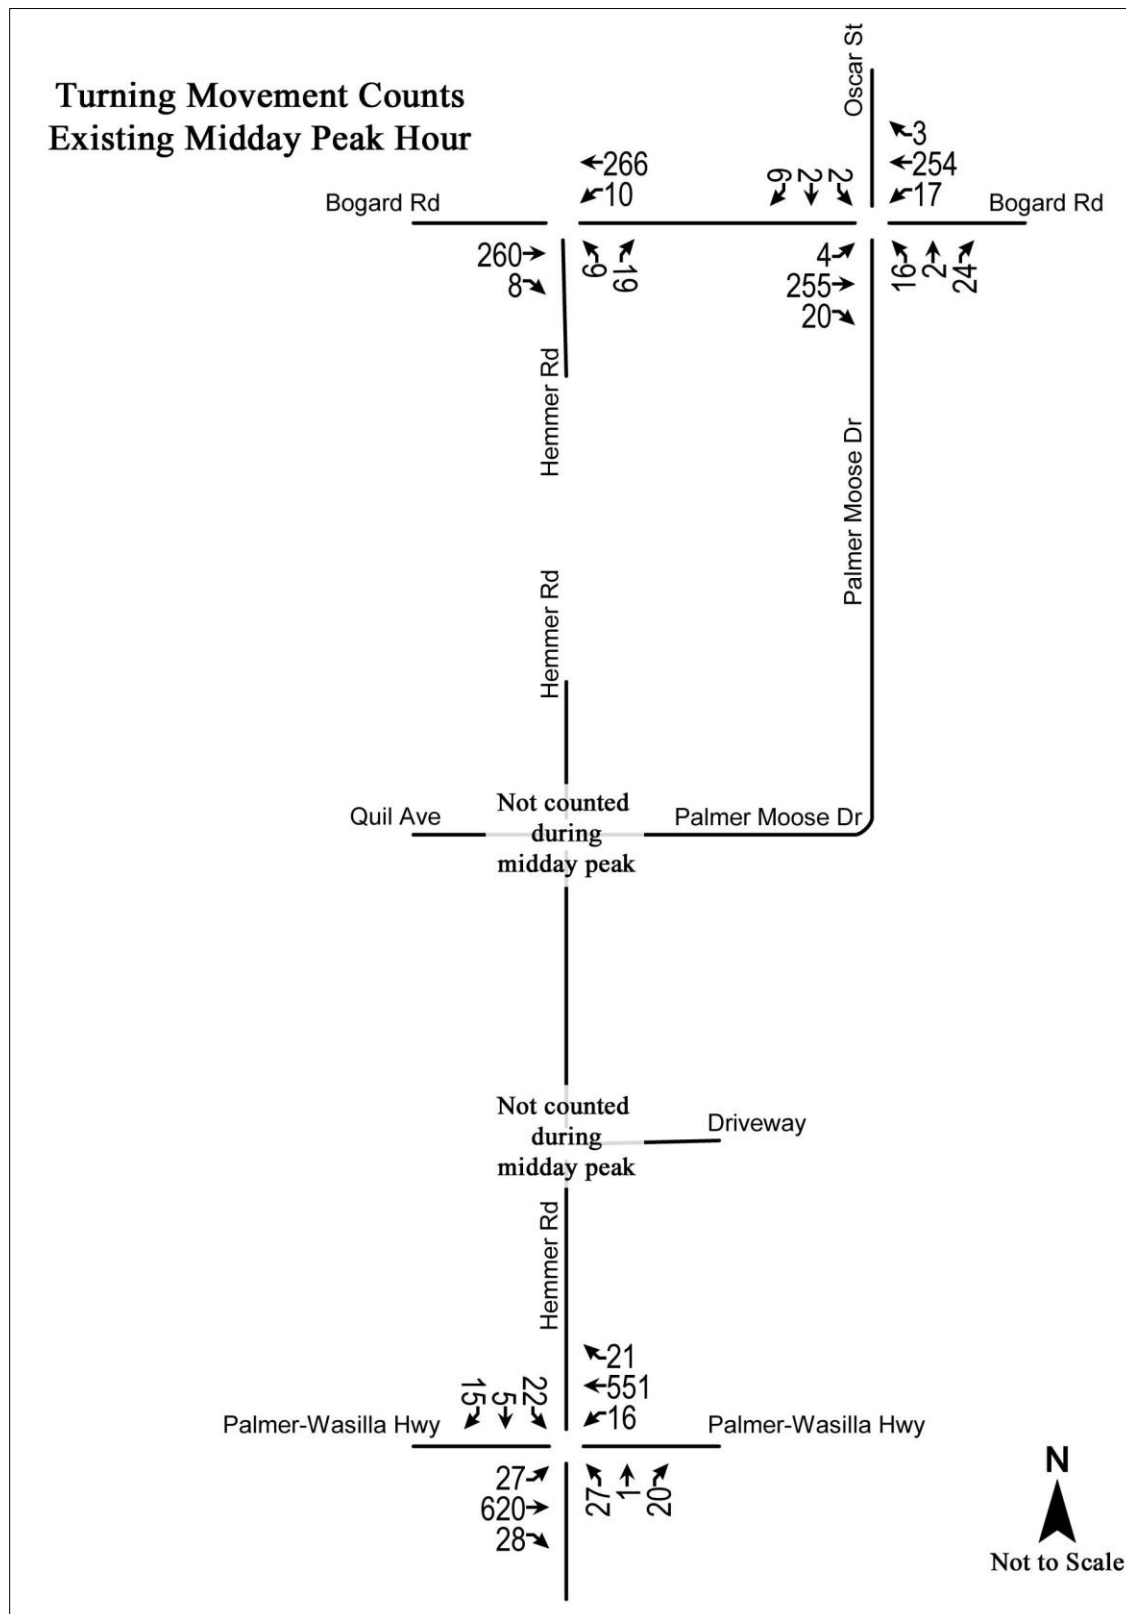 Turning Movement Counts
Existing Midday Peak Hour
Oscar St
3
254
17
6
2
2
266
10
Bogard Rd
Bogard Rd
260
8
9
19
4
255
20
16
2
24
Hemmer Rd
Palmer Moose Dr
Hemmer Rd
Quil Ave
Not counted
during
midday peak
Palmer Moose Dr
Not counted
during
midday peak
Driveway
Hemmer Rd
21
551
16
15
5
22
Palmer-Wasilla Hwy
Palmer-Wasilla Hwy
27
620
28
27
1
20
N
Not to Scale